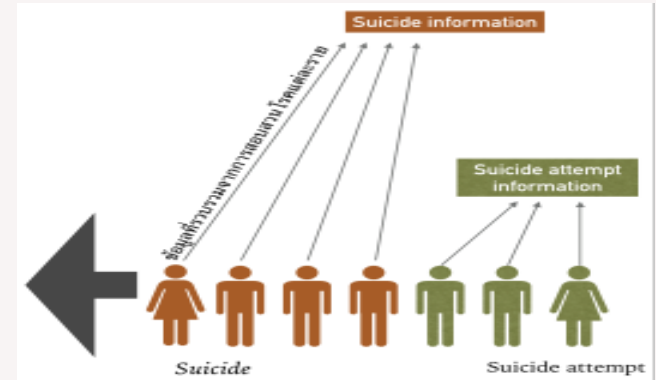 Suicide information
ข้อมูลที่รวบรวมจากการสอบสวนโรคแต่ละราย
Suicide attempt
information
Suicide
Suicide attempt